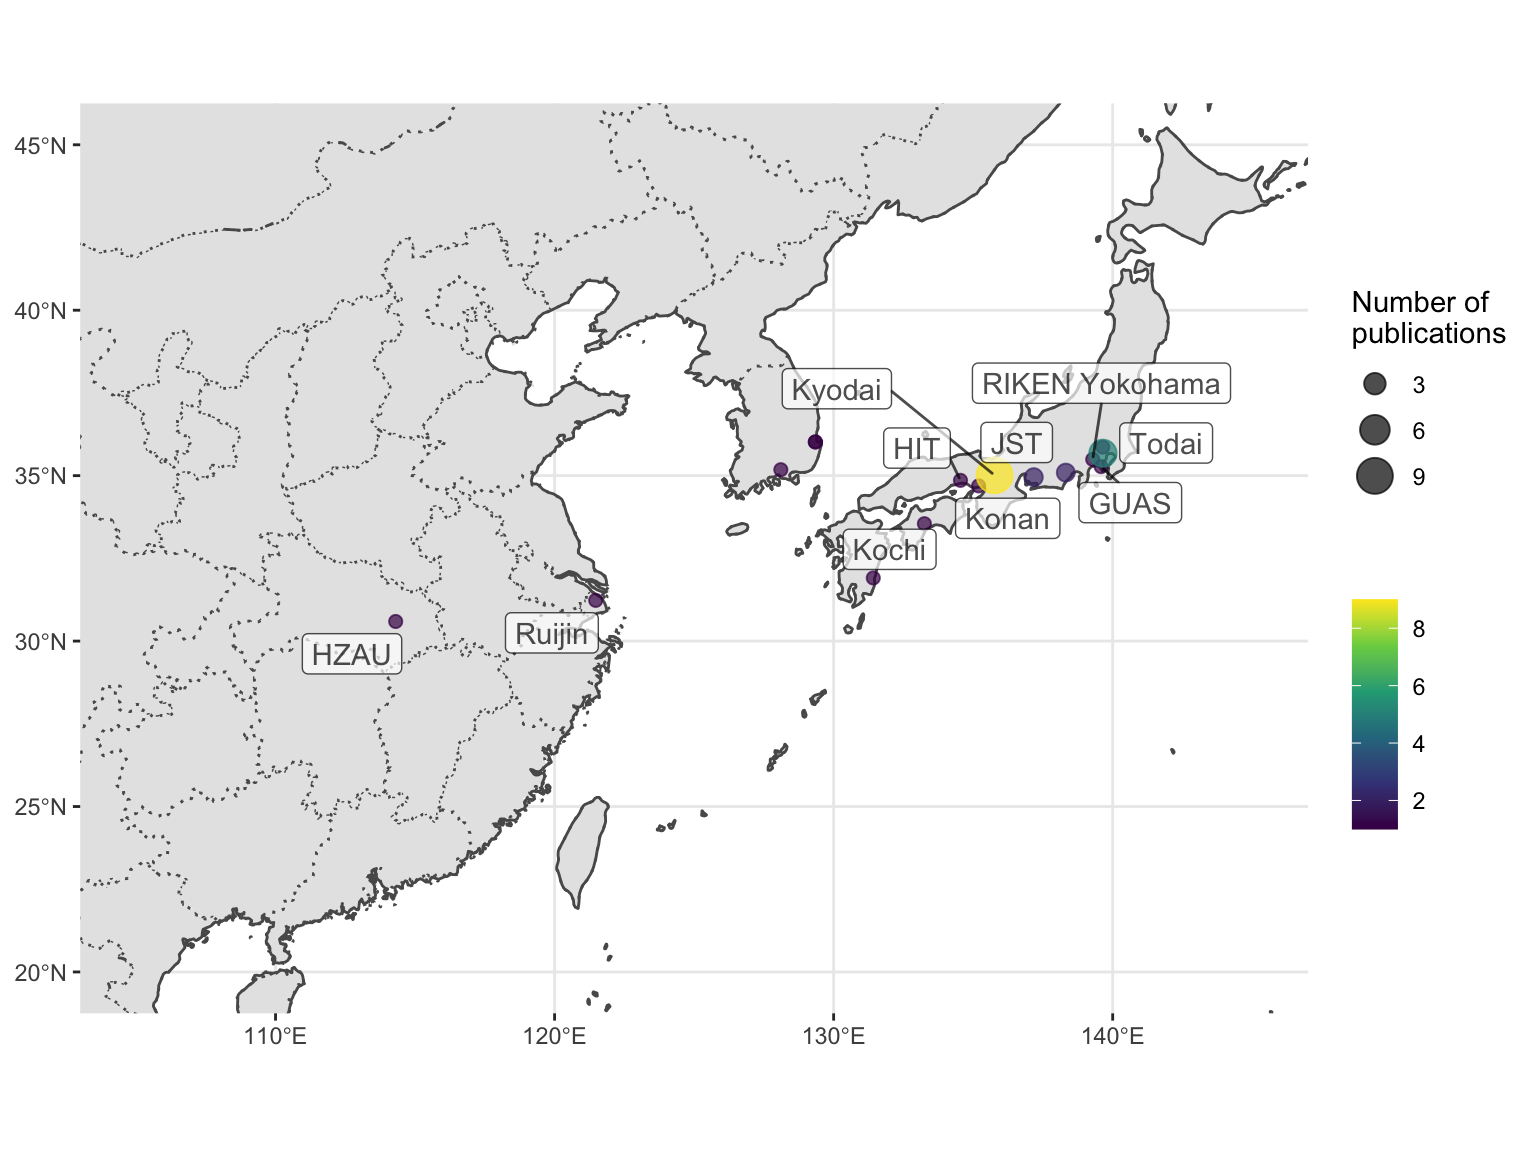 45°N
40°N
35°N
30°N
25°N
20°N
110°E
120°E
130°E
140°E
Kyodai
RIKEN Yokohama
HIT
JST
Todai
GUAS
Konan
Kochi
Ruijin
HZAU
Number of
publications
3
6
9
8
6
4
2